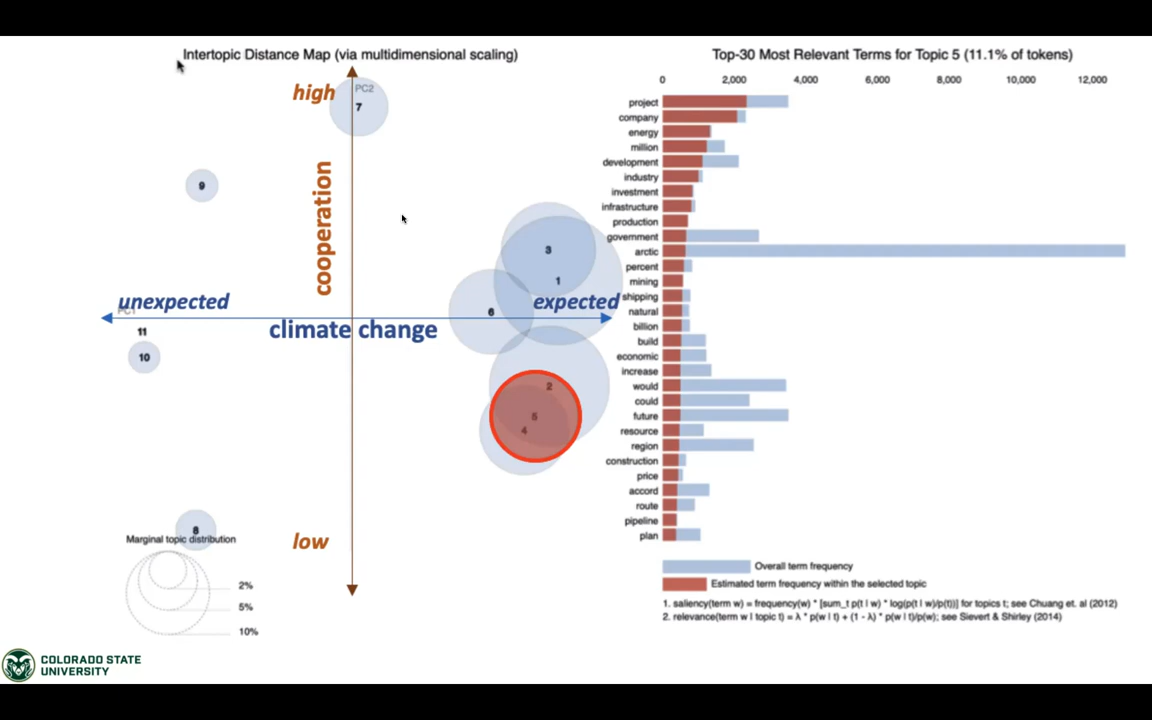 Intertopic Distance Map (via multidimensional scaling)
high
PC2
7
9
cooperation
3
1
unexpected
PC1
6
expected
climate change
11
10
2
5
4
low
8
Marginal topic distribution
2%
5%
10%
Top-30 Most Relevant Terms for Topic 5 (11.1% of tokens)
0 2,000 4,000 6,000 8,000 10,000 12,000
project
company
energy
million
development
industry
investment
infrastructure
production
government
arctic
percent
mining
shipping
natural
billion
build
economic
increase
would
could
future
resource
region
construction
price
accord
route
pipeline
plan
Overall term frequency
Estimated term frequency within the selected topic
1. saliency(term w) = frequency(w) * [sum_t p(t | w) * log(p(t | w)/p(t))] for topics t; see Chuang et. al (2012)
2. relevance(term w | topic t) = λ * p(w | t) + (1 - λ) * p(w | t)/p(w); see Sievert & Shirley (2014)
COLORADO STATE
UNIVERSITY